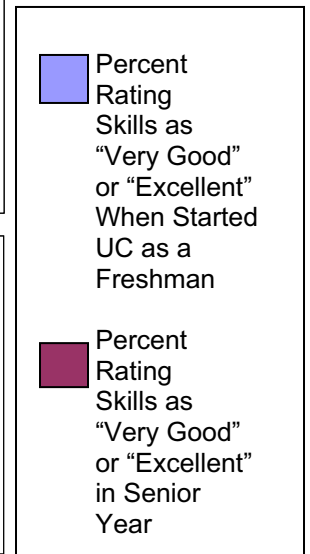 Percent
Rating
Skills as
“Very Good”
or “Excellent”
When Started
UC as a
Freshman
Percent
Rating
Skills as
“Very Good”
or “Excellent”
in Senior
Year